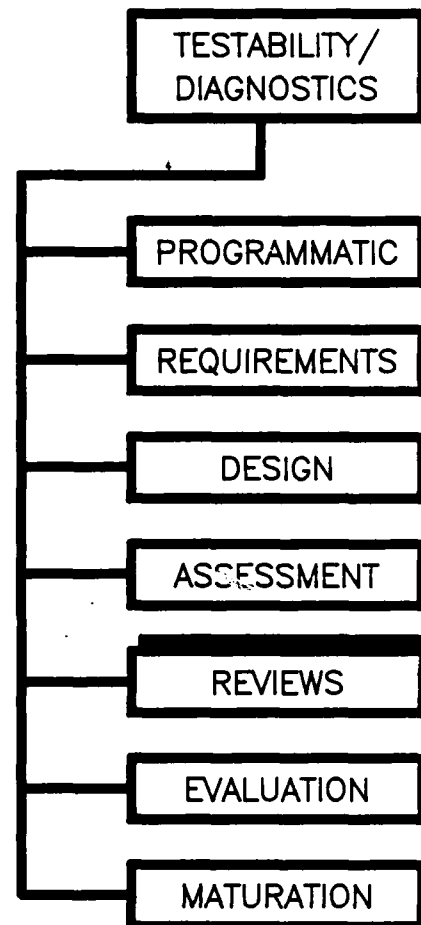 TESTABILITY/
DIAGNOSTICS
PROGRAMMATIC
REQUIREMENTS
DESIGN
ASSESSMENT
REVIEWS
EVALUATION
MATURATION